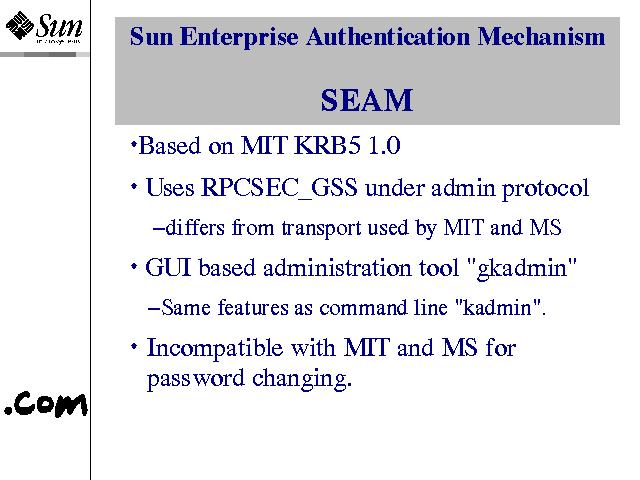 Sun
microsystems
Sun Enterprise Authentication Mechanism
SEAM
•Based on MIT KRB5 1.0
• Uses RPCSEC_GSS under admin protocol
–differs from transport used by MIT and MS
• GUI based administration tool "gkadmin"
–Same features as command line "kadmin".
• Incompatible with MIT and MS for
password changing.
.com